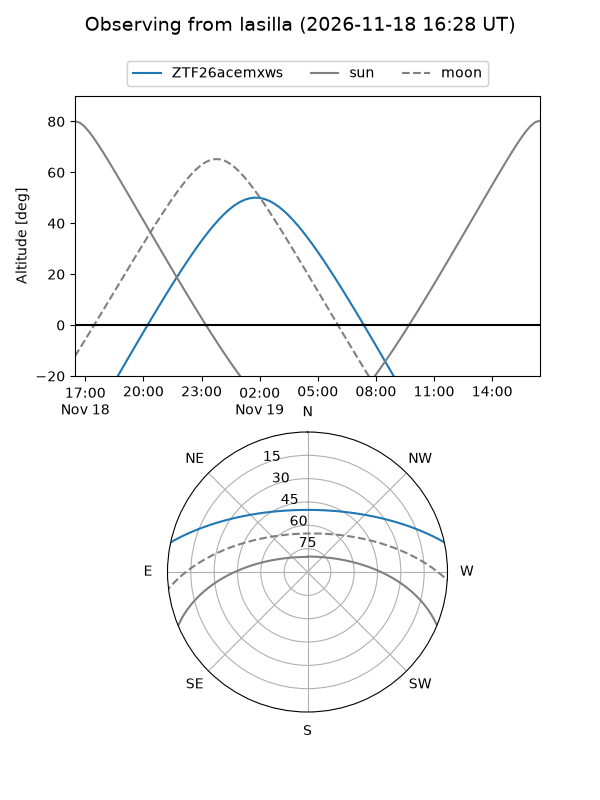 Observing from lasilla (2026-11-18 16:28 UT)
ZTF26acemxws sun moon
Altitude [deg]
80
60
40
20
0
−20
17:00 20:00 23:00 02:00 05:00 08:00 11:00 14:00
Nov 18 Nov 19
N
NE NW
15
30
45
60
75
E W
SE SW
S